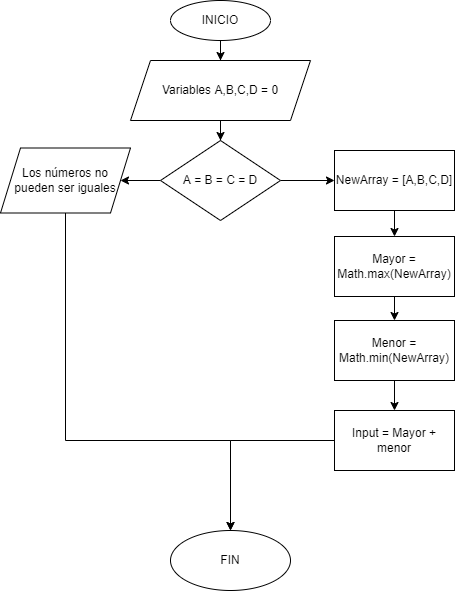 INICIO
Variables A,B,C,D = 0
A = B = C = D
Los números no
pueden ser iguales
NewArray = [A,B,C,D]
Mayor =
Math.max(NewArray)
Menor =
Math.min(NewArray)
Input = Mayor +
menor
FIN